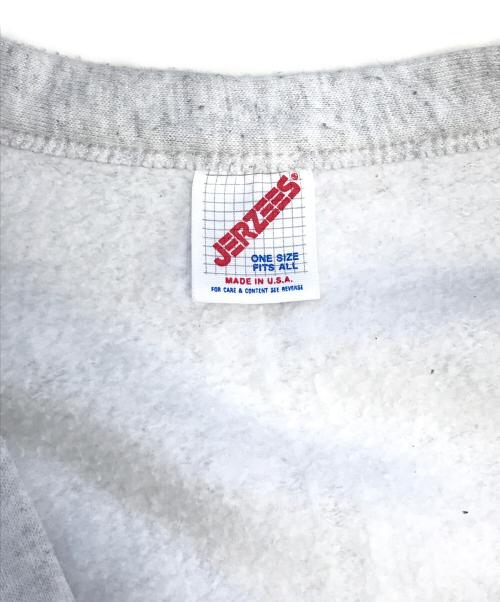 JERZEES®
ONE SIZE
FITS ALL
MADE IN U.S.A.
FOR CARE & CONTENT SEE REVERSE